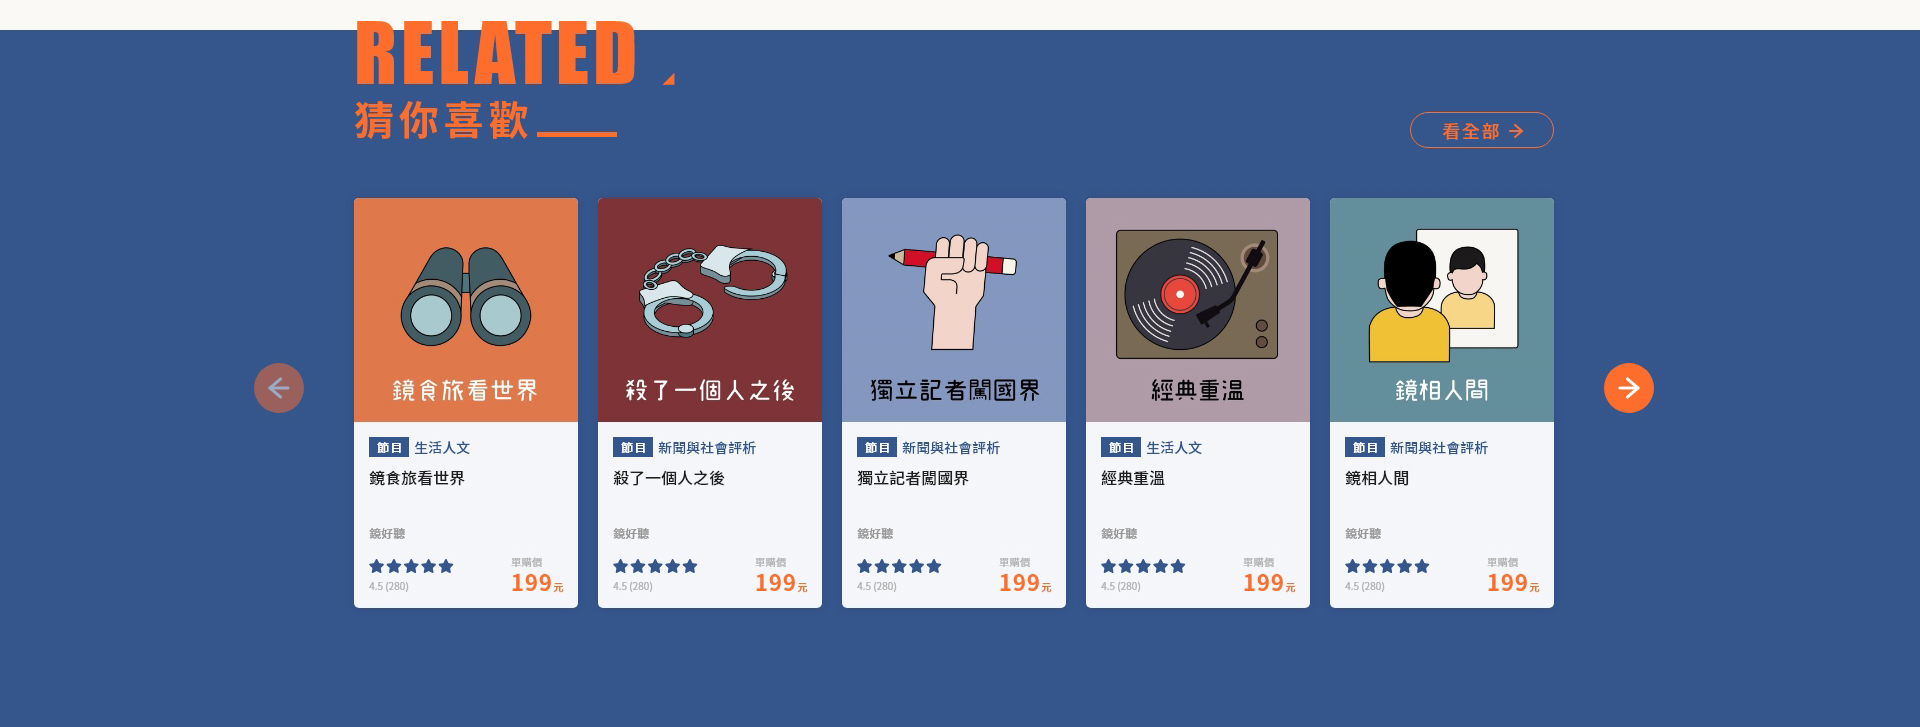 RELATED
猜你喜歡
看全部
鏡食旅看世界
節目 生活人文
鏡食旅看世界
鏡好聽
單購價
4.5 (280)
199元
殺了一個人之後
節目 新聞與社會評析
殺了一個人之後
鏡好聽
單購價
4.5 (280)
199元
獨立記者闖國界
節目 新聞與社會評析
獨立記者闖國界
鏡好聽
單購價
4.5 (280)
199元
經典重溫
節目 生活人文
經典重溫
鏡好聽
單購價
4.5 (280)
199元
鏡相人間
節目 新聞與社會評析
鏡相人間
鏡好聽
單購價
4.5 (280)
199元